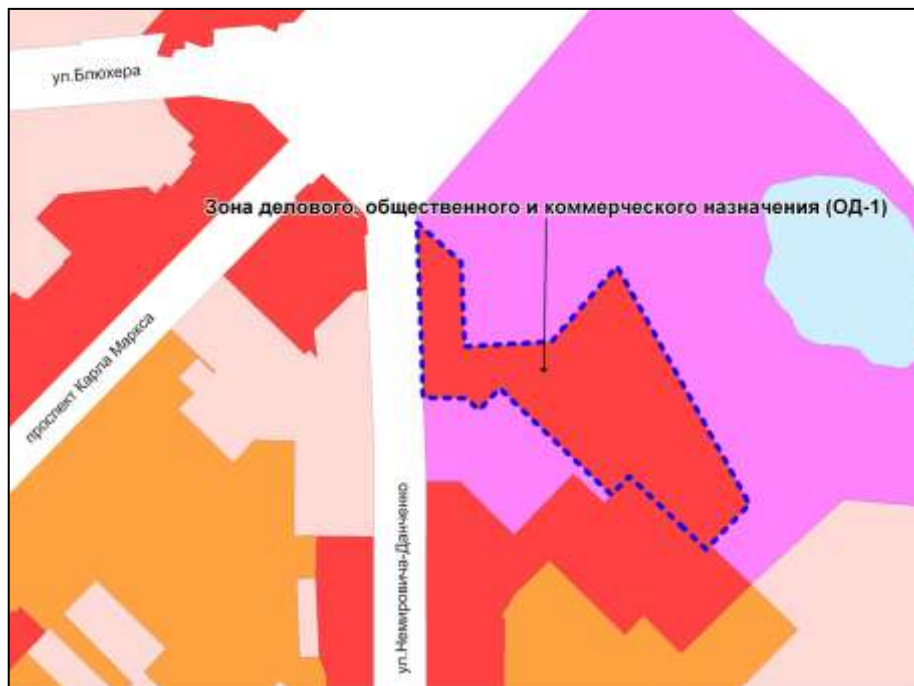 ул.Блюхера
Зона делового, общественного и коммерческого назначения (ОД-1)
проспект Карла Маркса
ул.Немировича-Данченко